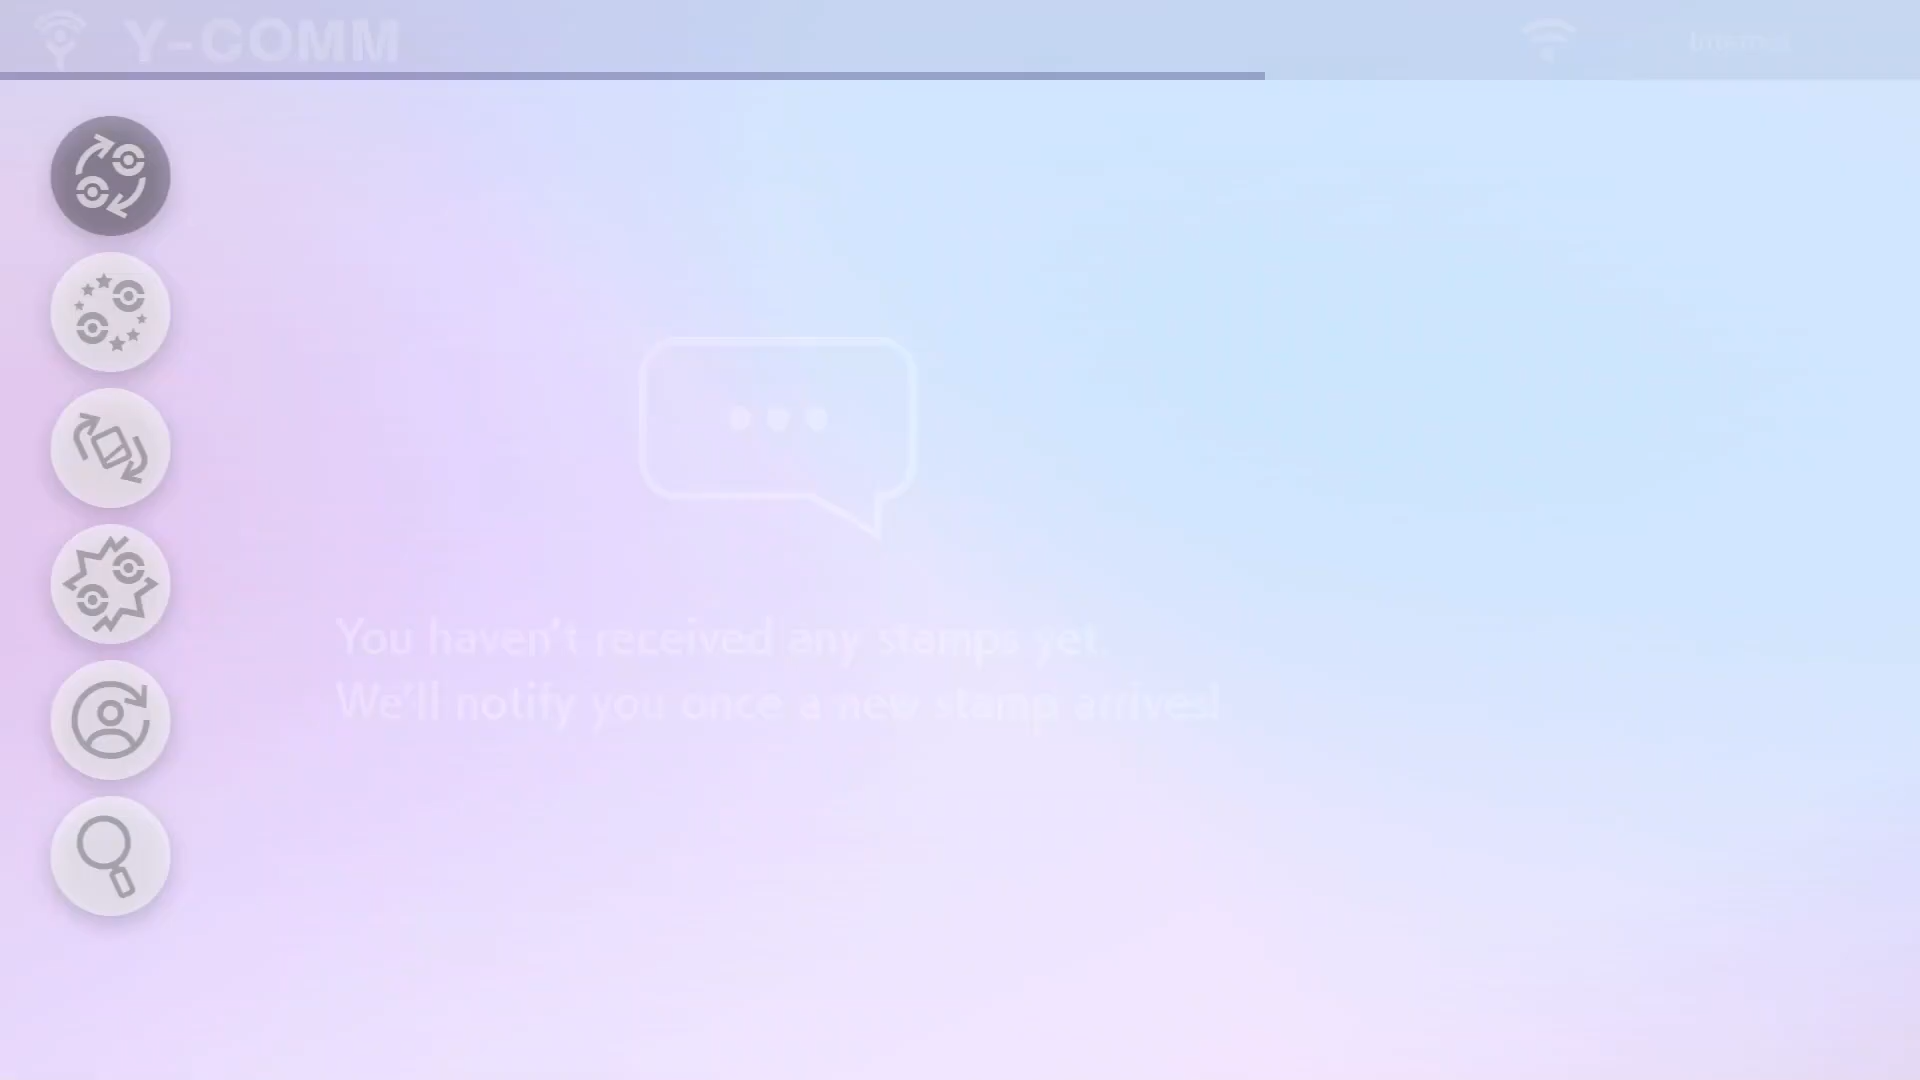 Y-COMM
Internet
You haven't received any stamps yet.
We'll notify you once a new stamp arrives!